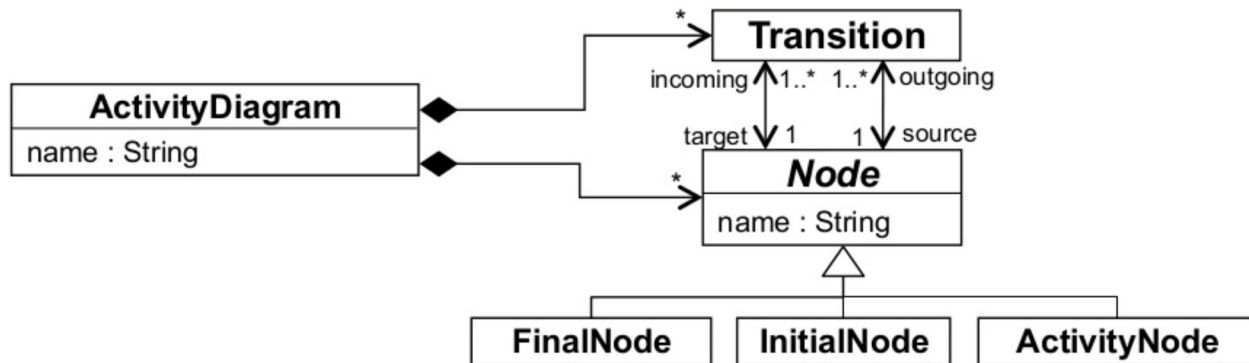 *
Transition
incoming 1..* 1..* outgoing
ActivityDiagram
name : String
target 1 1 source
*
Node
name : String
FinalNode
InitialNode
ActivityNode